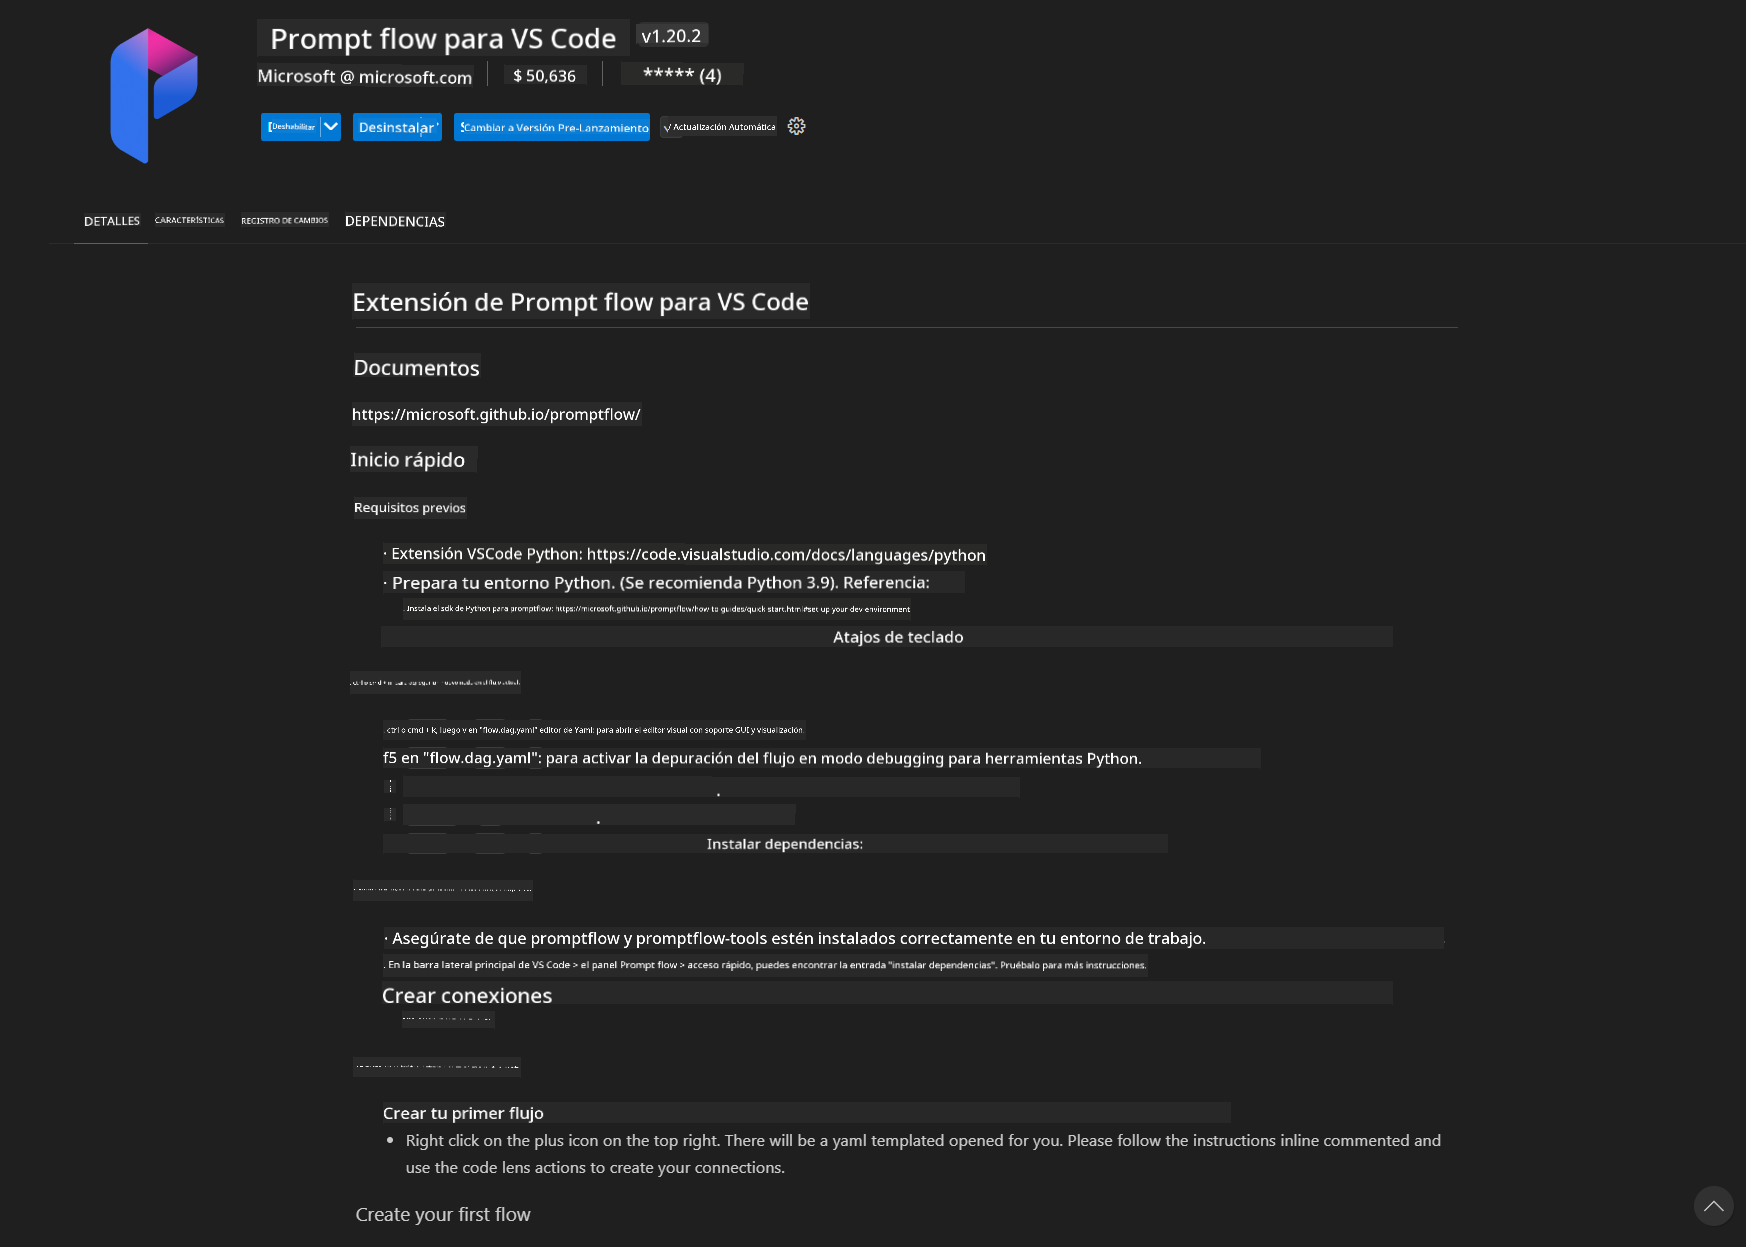 Prompt flow para VS Code v1.20.2
Microsoft @ microsoft.com $ 50,636 ***** (4)
Deshabilitar Desinstalar Cambiar a Versión Pre-Lanzamiento Actualización Automática
DETALLES CARACTERÍSTICAS REGISTRO DE CAMBIOS DEPENDENCIAS
Extensión de Prompt flow para VS Code
Documentos
https://microsoft.github.io/promptflow/
Inicio rápido
Requisitos previos
· Extensión VSCode Python: https://code.visualstudio.com/docs/languages/python
· Prepara tu entorno Python. (Se recomienda Python 3.9). Referencia:
. Instala el sdk de Python para promptflow: https://microsoft.github.io/promptflow/how to guides/quick start.html#set up your dev environment
Atajos de teclado
. ctrl o cmd + k, luego v en "flow.dag.yaml" editor de Yaml: para abrir el editor visual con soporte GUI y visualización.
f5 en "flow.dag.yaml": para activar la depuración del flujo en modo debugging para herramientas Python.
Instalar dependencias:
· Asegúrate de que promptflow y promptflow-tools estén instalados correctamente en tu entorno de trabajo.
. En la barra lateral principal de VS Code > el panel Prompt flow > acceso rápido, puedes encontrar la entrada "instalar dependencias". Pruébalo para más instrucciones.
Crear conexiones
Crear tu primer flujo
• Right click on the plus icon on the top right. There will be a yaml templated opened for you. Please follow the instructions inline commented and
use the code lens actions to create your connections.
Create your first flow